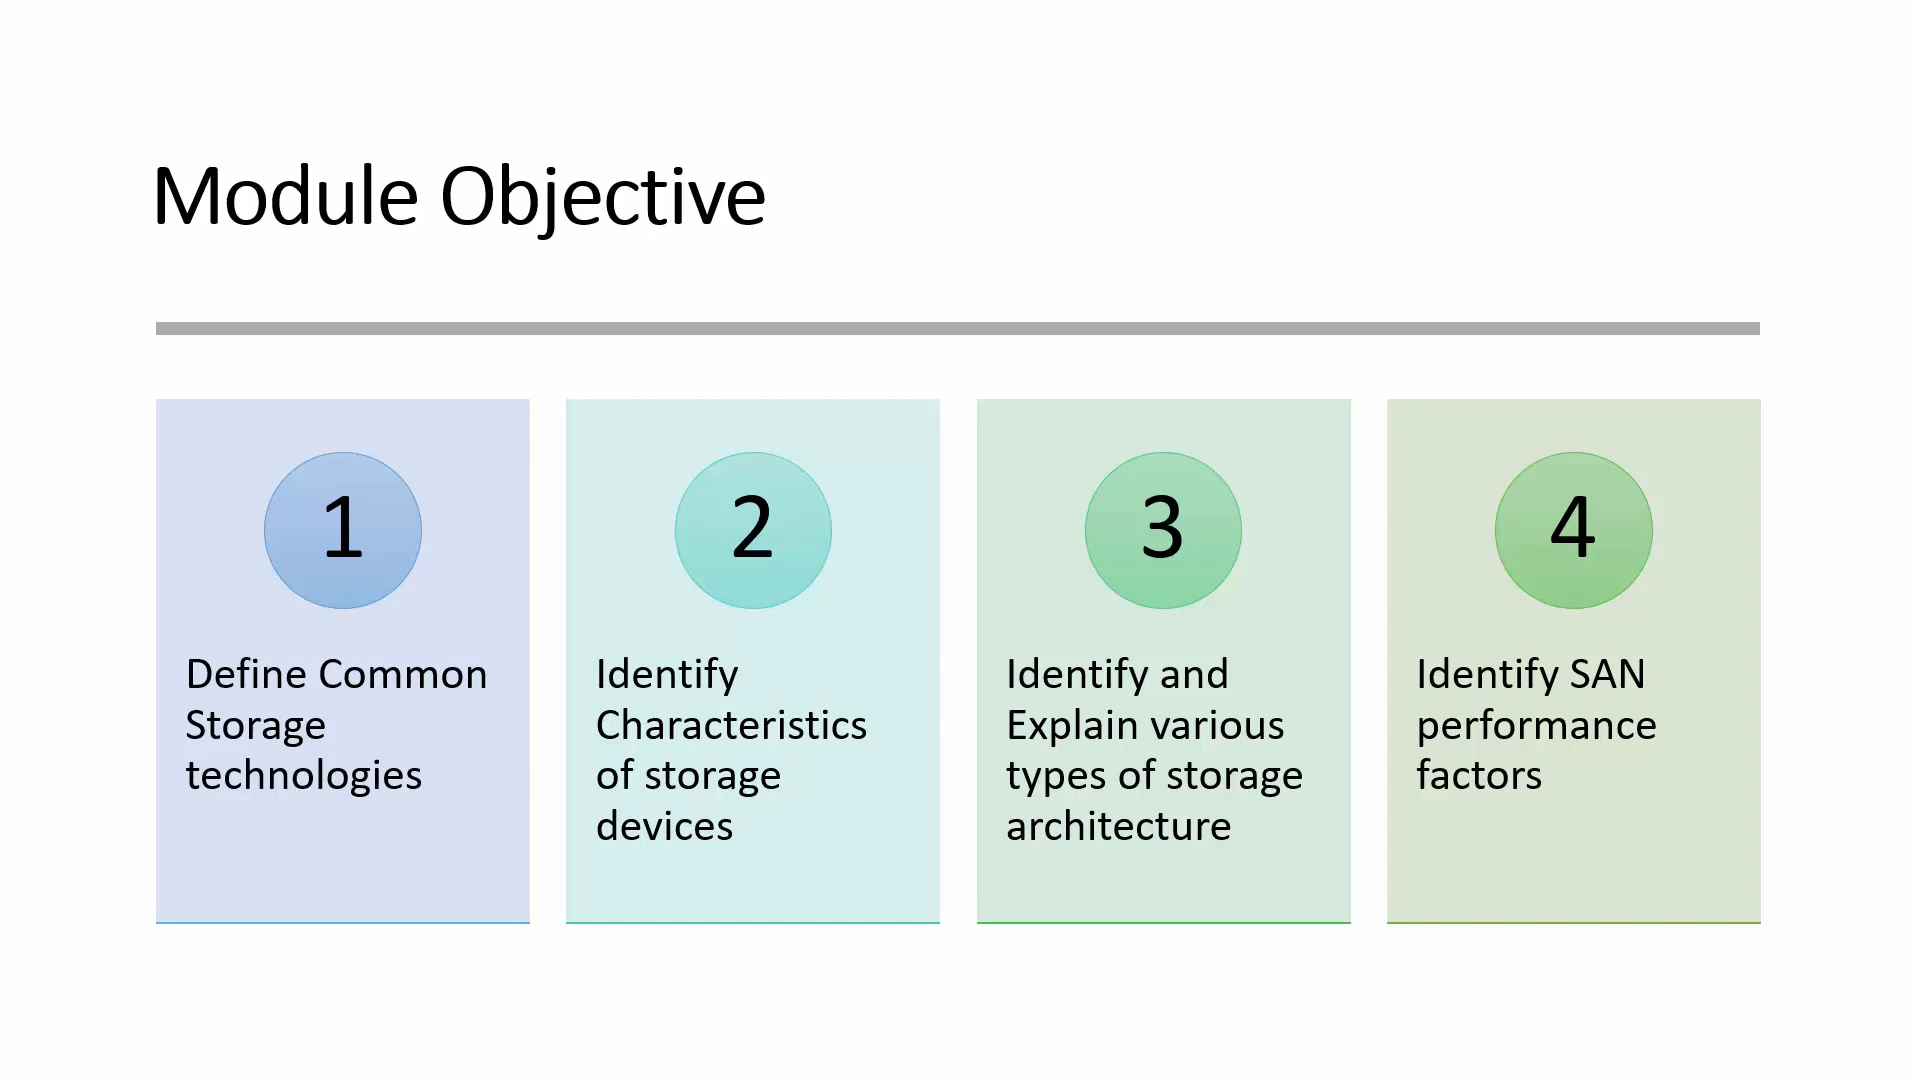 Module Objective
1
Define Common
Storage
technologies
2
Identify
Characteristics
of storage
devices
3
Identify and
Explain various
types of storage
architecture
4
Identify SAN
performance
factors